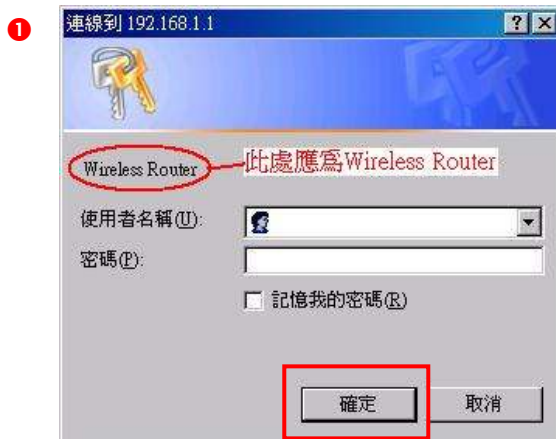 ❶
連線到 192.168.1.1
Wireless Router
此處應爲Wireless Router
使用者名稱(U):
密碼(P):
記憶我的密碼(R)
確定 取消